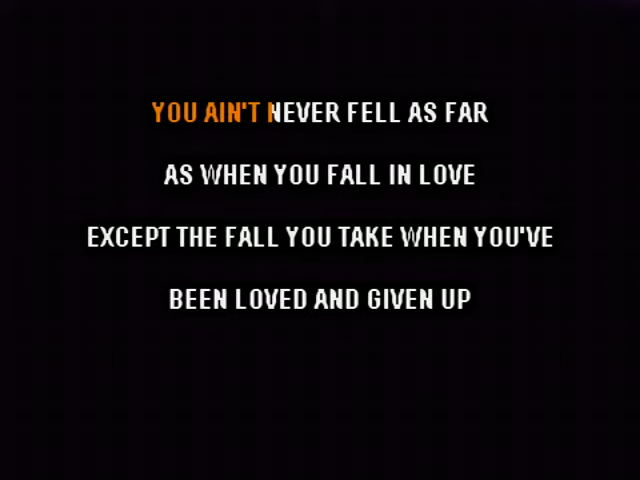 YOU AIN'T NEVER FELL AS FAR
AS WHEN YOU FALL IN LOVE
EXCEPT THE FALL YOU TAKE WHEN YOU'VE
BEEN LOVED AND GIVEN UP